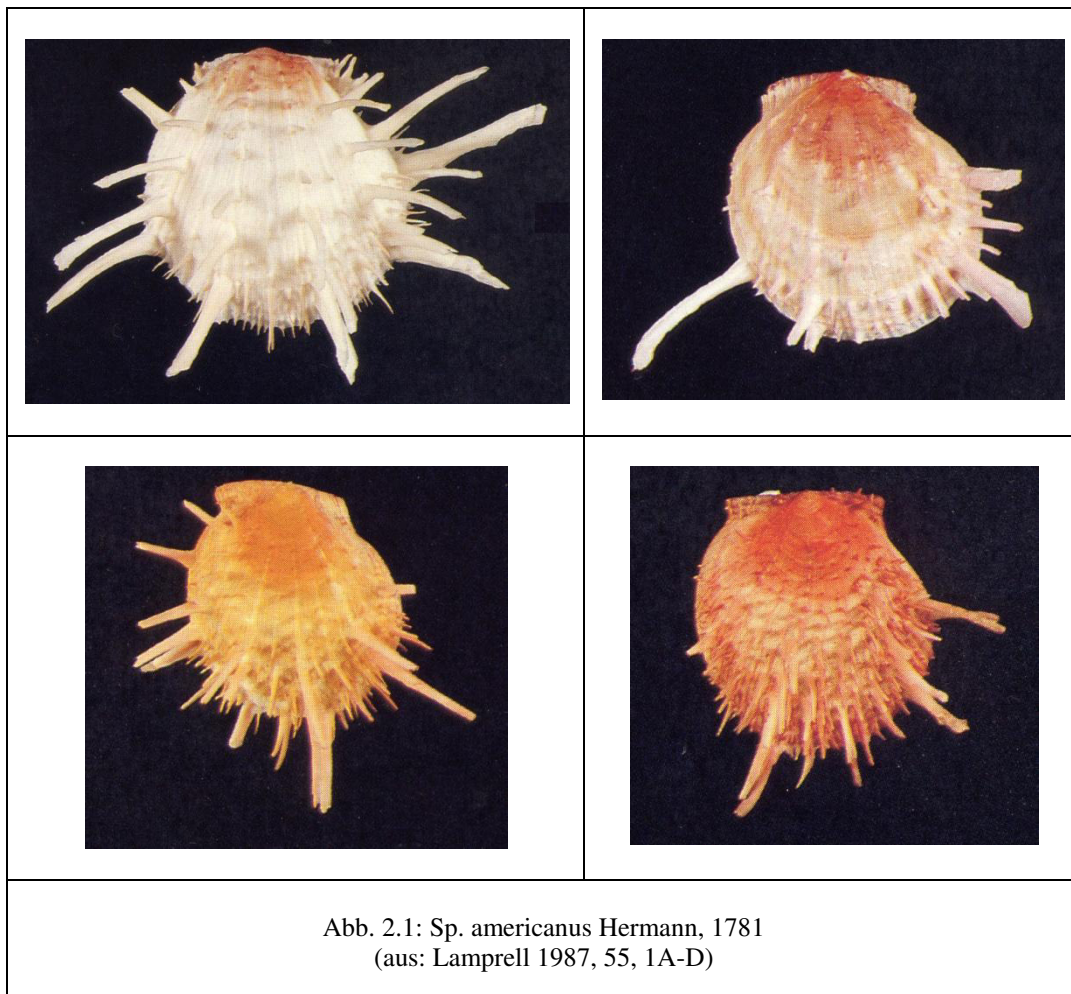 Abb. 2.1: Sp. americanus Hermann, 1781
(aus: Lamprell 1987, 55, 1A-D)